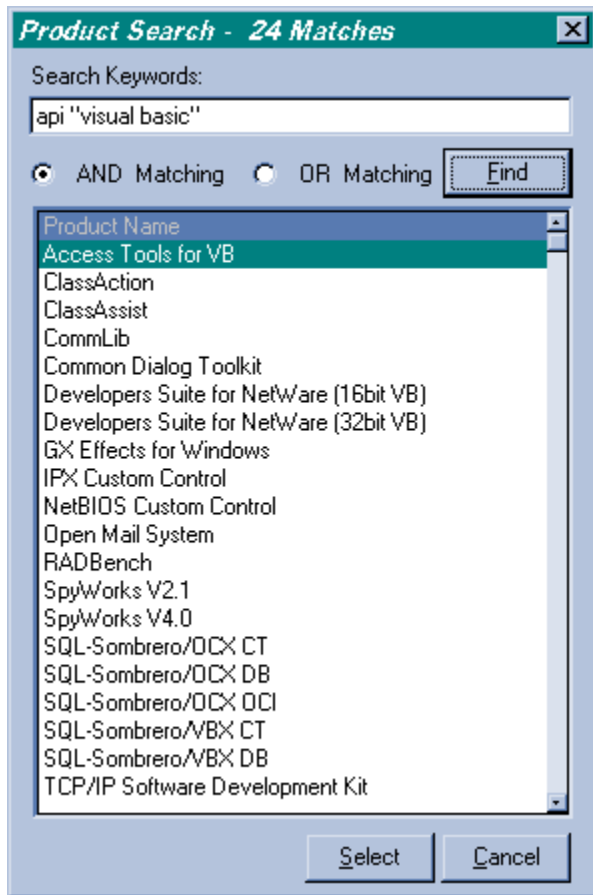 Product Search - 24 Matches
Search Keywords:
api "visual basic"
AND Matching OR Matching Find
Product Name
Access Tools for VB
ClassAction
ClassAssist
CommLib
Common Dialog Toolkit
Developers Suite for NetWare (16bit VB)
Developers Suite for NetWare (32bit VB)
GX Effects for Windows
IPX Custom Control
NetBIOS Custom Control
Open Mail System
RADBench
SpyWorks V2.1
SpyWorks V4.0
SQL-Sombrero/OCX CT
SQL-Sombrero/OCX DB
SQL-Sombrero/OCX OCI
SQL-Sombrero/VBX CT
SQL-Sombrero/VBX DB
TCP/IP Software Development Kit
Select Cancel